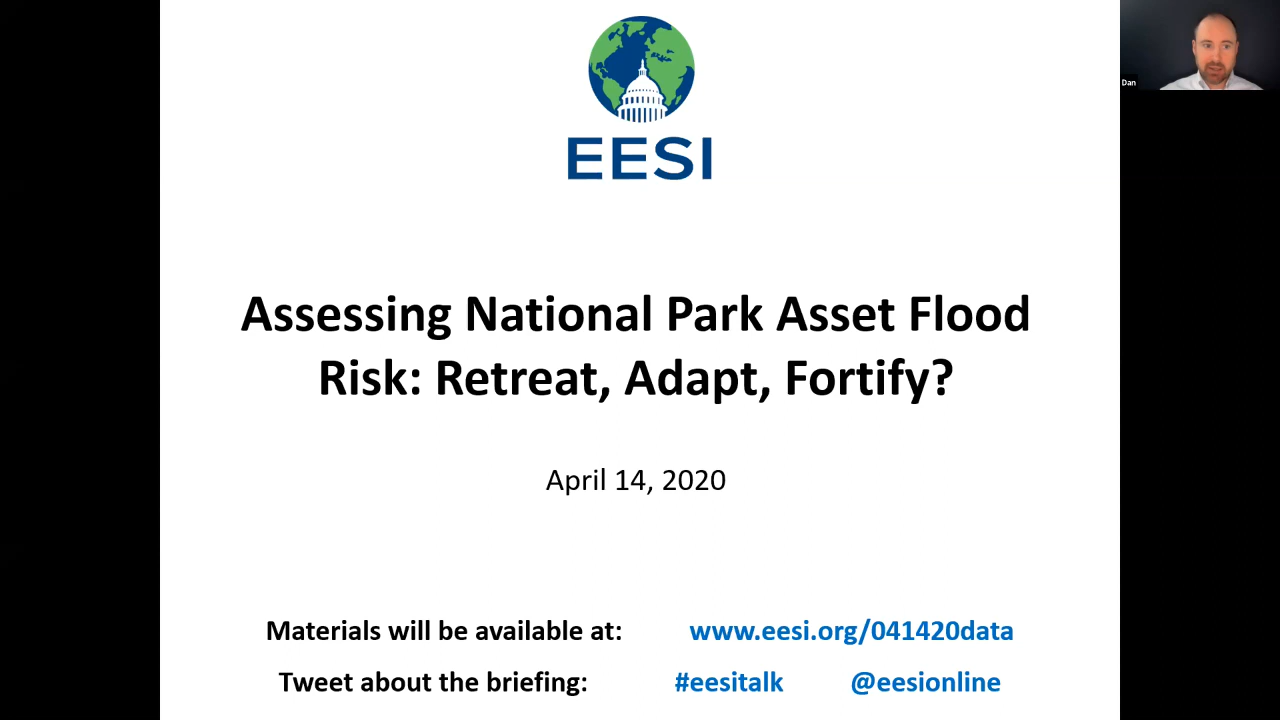 EESI
Dan
Assessing National Park Asset Flood
Risk: Retreat, Adapt, Fortify?
April 14, 2020
Materials will be available at: www.eesi.org/041420data
Tweet about the briefing: #eesitalk @eesionline